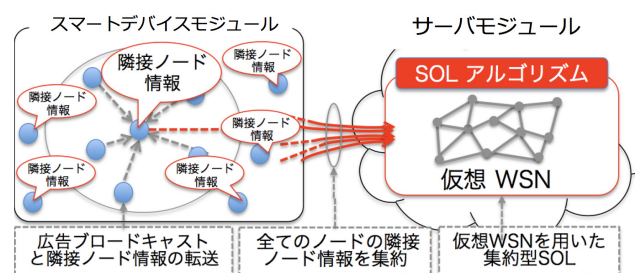 スマートデバイスモジュール
サーバモジュール
隣接ノード
情報
隣接ノード
情報
隣接ノード
情報
隣接ノード
情報
隣接ノード
情報
隣接ノード
情報
隣接ノード
情報
SOL アルゴリズム
仮想 WSN
広告ブロードキャスト
と隣接ノード情報の転送
全てのノードの隣接
ノード情報を集約
仮想WSNを用いた
集約型SOL